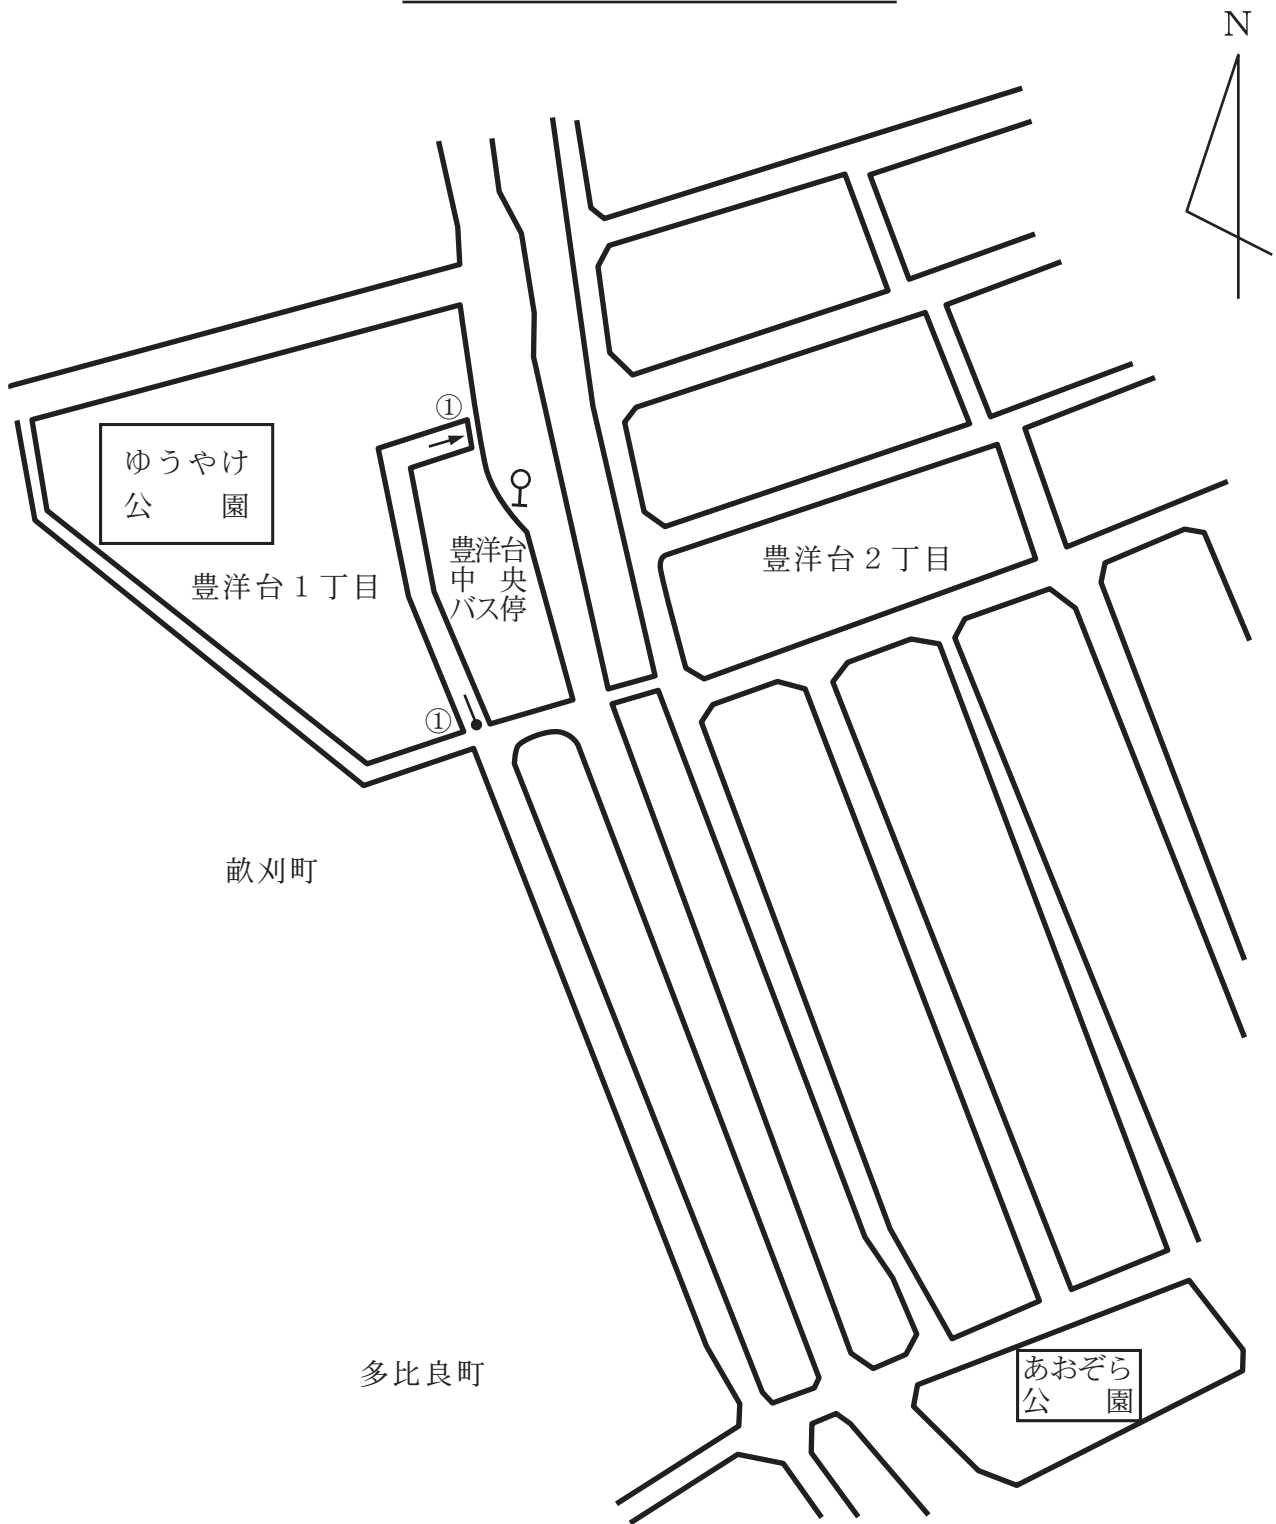 N
①
ゆうやけ
公　園
豊洋台
中　央
バス停
豊洋台２丁目
豊洋台１丁目
①
畝刈町
多比良町
あおぞら
公　園